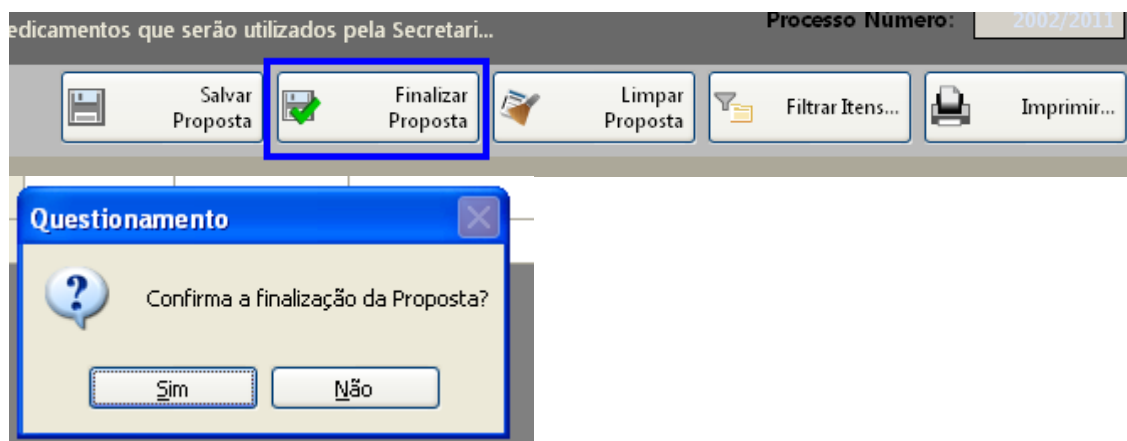 edicamentos que serão utilizados pela Secretari...
Processo Número: 2002/2011
Salvar Proposta
Finalizar Proposta
Limpar Proposta
Filtrar Itens...
Imprimir...
Questionamento
Confirma a finalização da Proposta?
Sim
Não